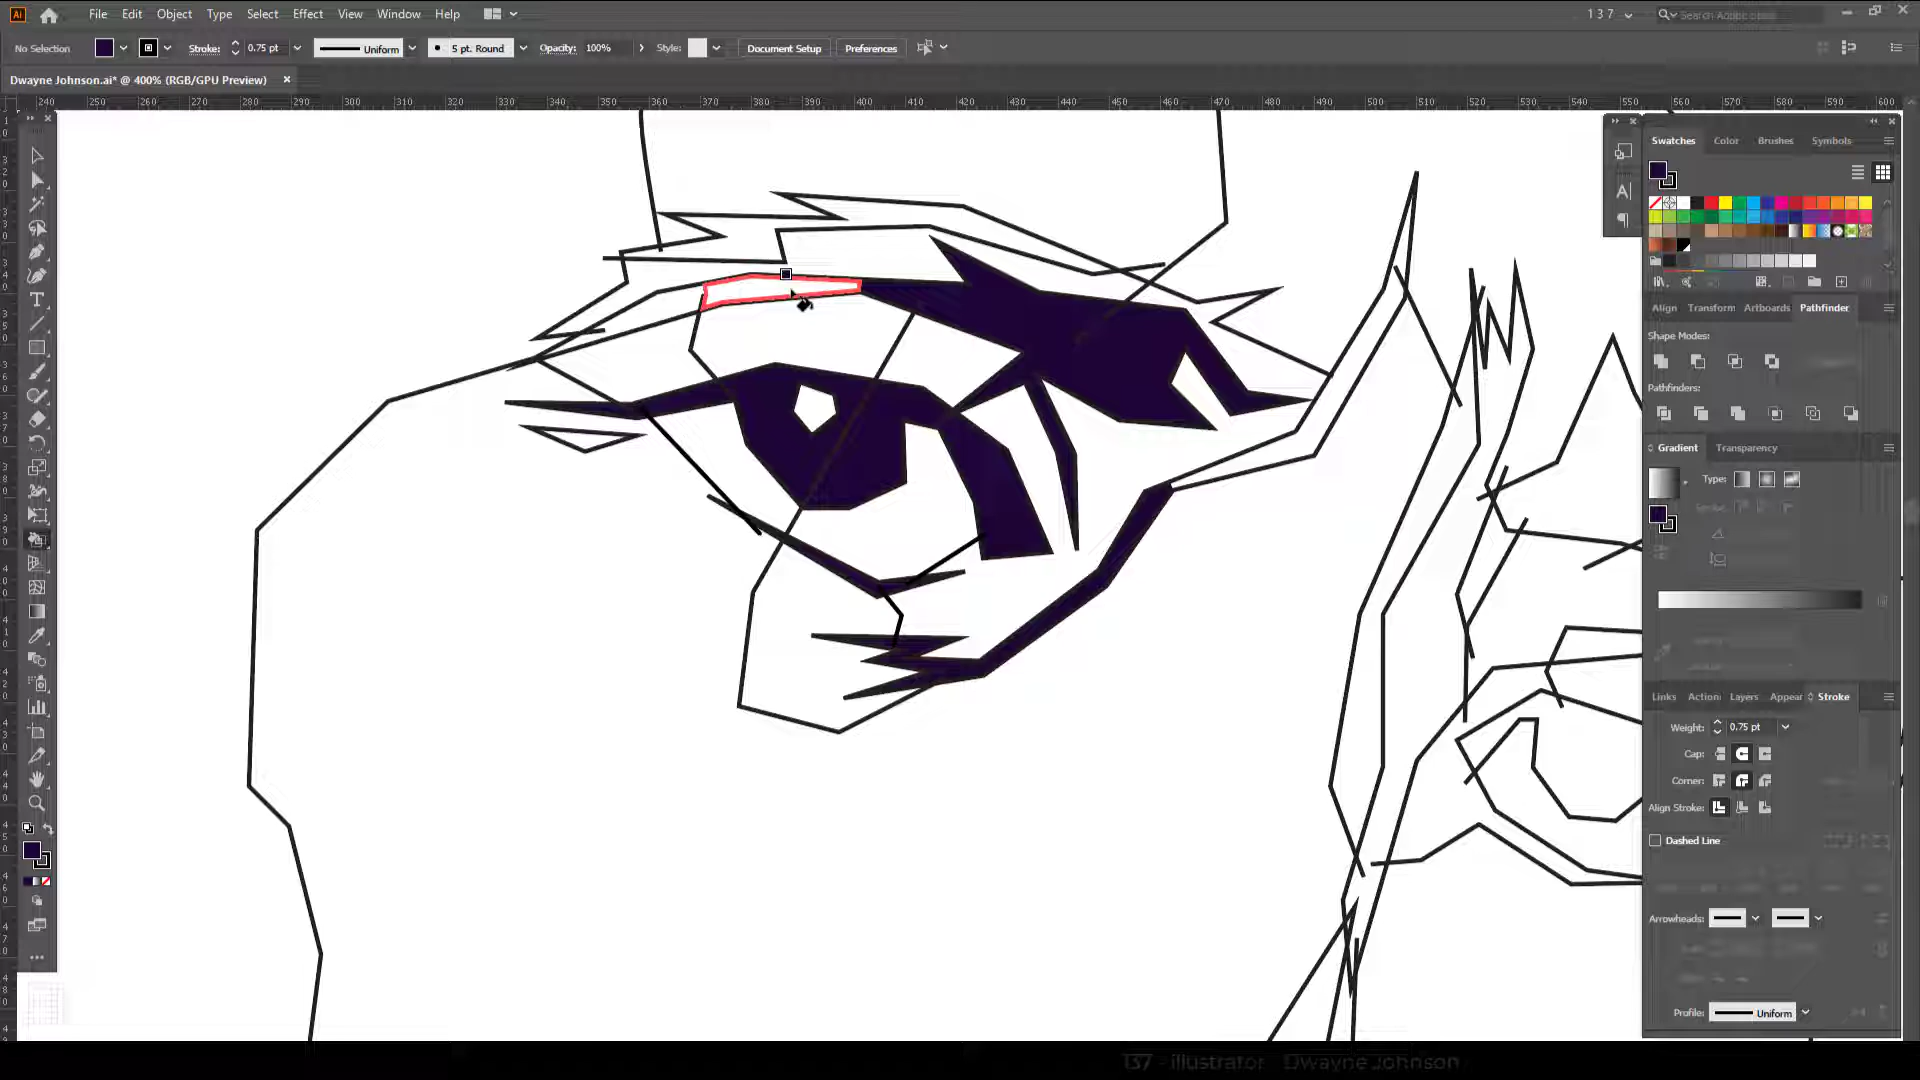 Ai File Edit Object Type Select Effect View Window Help 137 Search Adobe
No Selection Stroke: 0.75 pt Uniform 5 pt. Round Opacity: 100% Style: Document Setup Preferences
Dwayne Johnson.ai* @ 400% (RGB/GPU Preview) ×
240 250 260 270 280 290 300 310 320 330 340 350 360 370 380 390 400 410 420 430 440 450 460 470 480 490 500 510 520 530 540 550 560 570 580 590 600
Swatches Color Brushes Symbols
Align Transform Artboards Pathfinder
Shape Modes:
Pathfinders:
Gradient Transparency
Type:
Stroke:
Links Action Layers Appear Stroke
Weight: 0.75 pt
Cap:
Corner:
Align Stroke:
Dashed Line
Arrowheads:
Profile: Uniform
137 - illustrator Dwayne Johnson